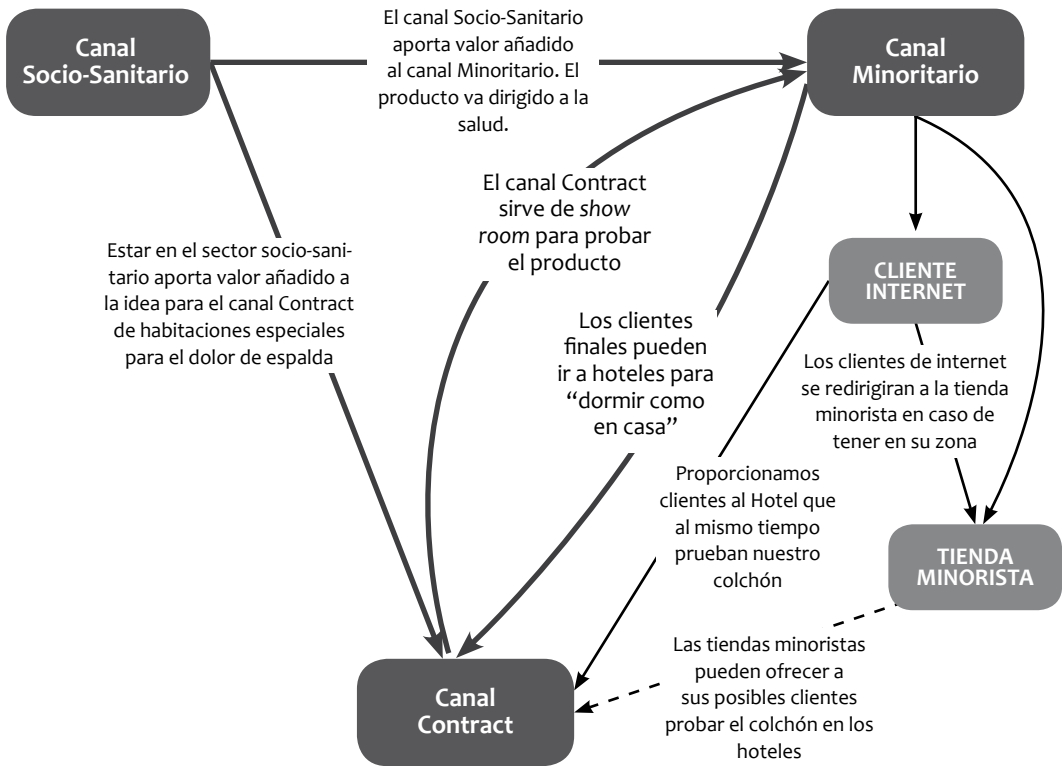 Canal
Socio-Sanitario
El canal Socio-Sanitario
aporta valor añadido
al canal Minoritario. El
producto va dirigido a la
salud.
Canal
Minoritario
El canal Contract
sirve de show
room para probar
el producto
Estar en el sector socio-sani-
tario aporta valor añadido a
la idea para el canal Contract
de habitaciones especiales
para el dolor de espalda
CLIENTE
INTERNET
Los clientes
finales pueden
ir a hoteles para
“dormir como
en casa”
Los clientes de internet
se redirigiran a la tienda
minorista en caso de
tener en su zona
Proporcionamos
clientes al Hotel que
al mismo tiempo
prueban nuestro
colchón
TIENDA
MINORISTA
Las tiendas minoristas
pueden ofrecer a
sus posibles clientes
probar el colchón en los
hoteles
Canal
Contract